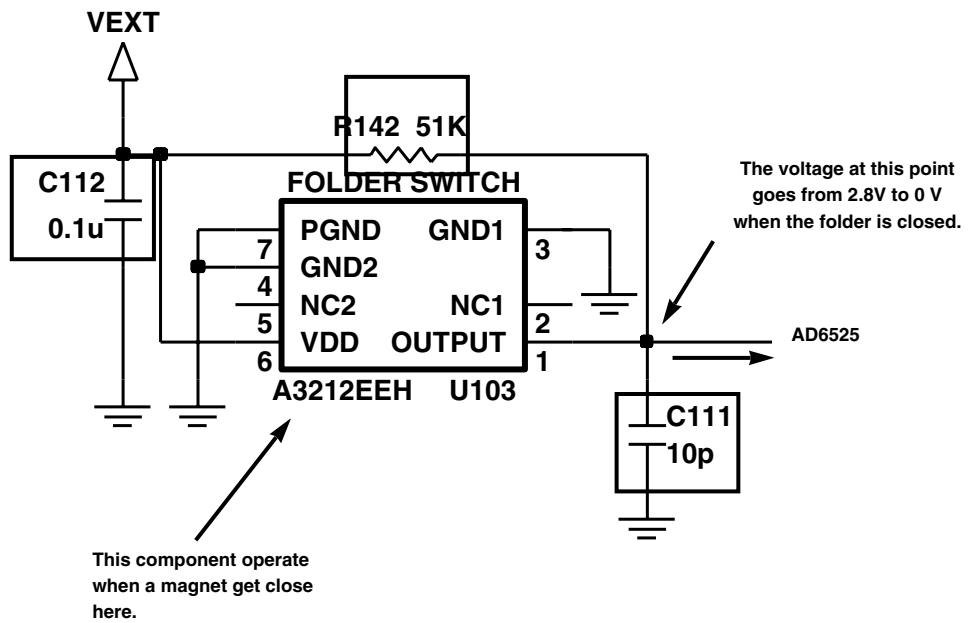 VEXT
R142 51K
C112
0.1u
FOLDER SWITCH
PGND GND1
7 3
GND2
4
NC2 NC1
5 2
VDD OUTPUT
6 1
A3212EEH U103
The voltage at this point
goes from 2.8V to 0 V
when the folder is closed.
AD6525
C111
10p
This component operate
when a magnet get close
here.